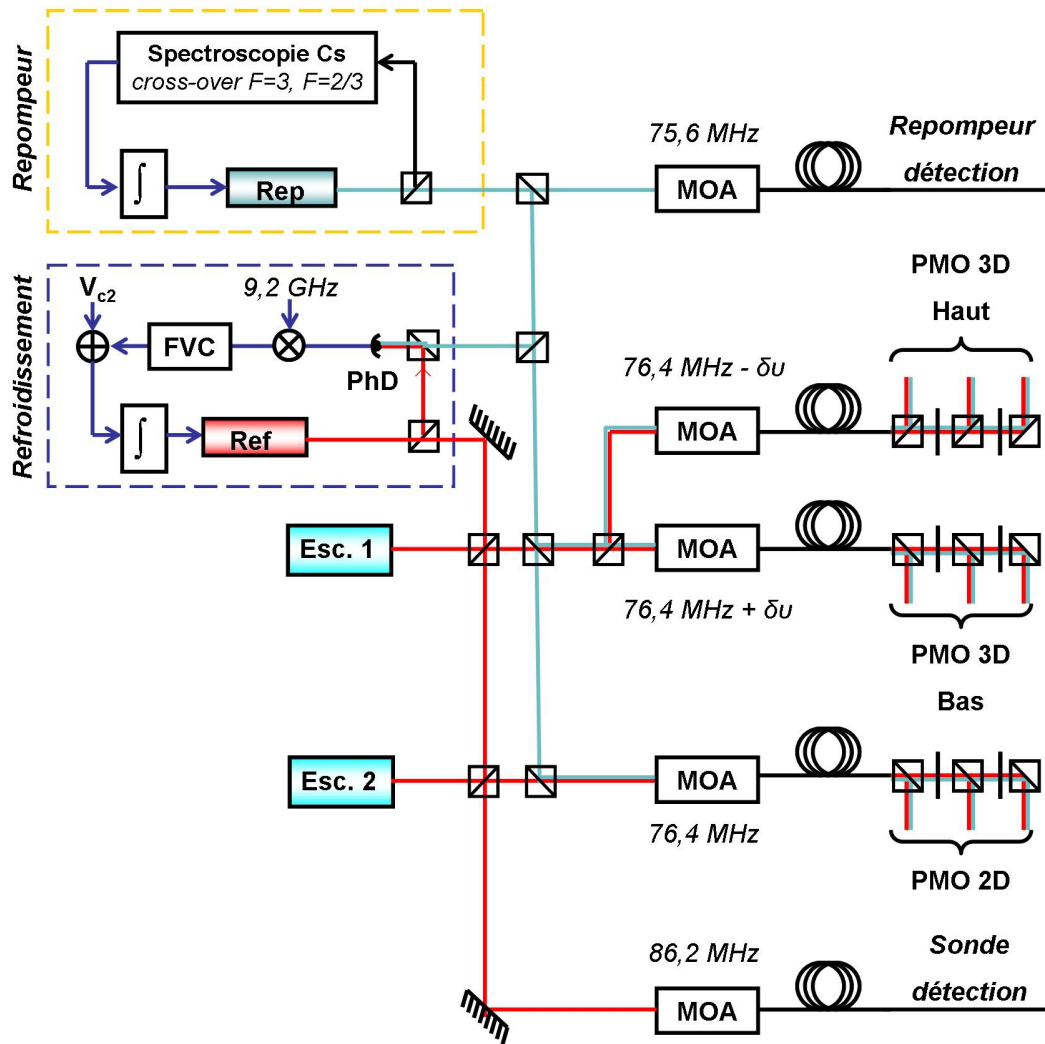 Repompeur
Spectroscopie Cs
cross-over F=3, F=2/3
∫
Rep
75,6 MHz
MOA
Repompeur
détection
Refroidissement
Vc2
9,2 GHz
FVC
PhD
∫
Ref
76,4 MHz - δυ
MOA
PMO 3D
Haut
Esc. 1
MOA
76,4 MHz + δυ
PMO 3D
Bas
Esc. 2
MOA
76,4 MHz
PMO 2D
86,2 MHz
MOA
Sonde
détection